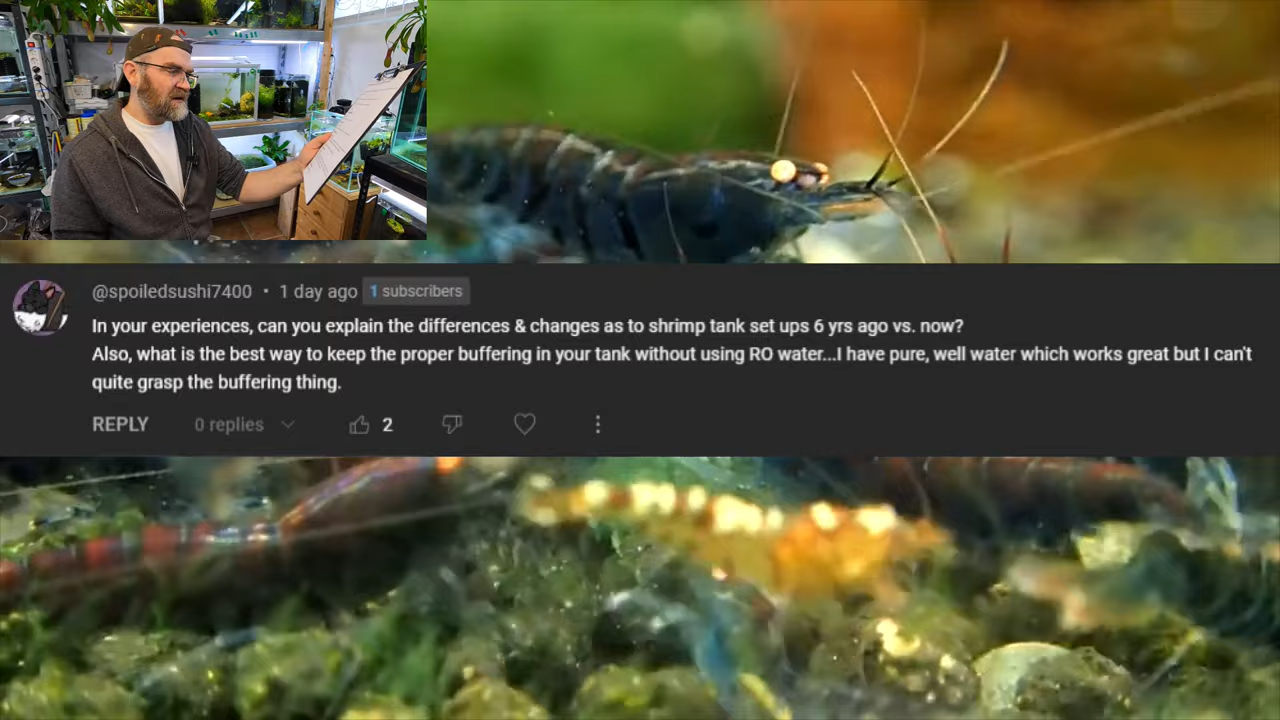 @spoiledsushi7400 • 1 day ago 1 subscribers
In your experiences, can you explain the differences & changes as to shrimp tank set ups 6 yrs ago vs. now?
Also, what is the best way to keep the proper buffering in your tank without using RO water...I have pure, well water which works great but I can't
quite grasp the buffering thing.
REPLY 0 replies 2